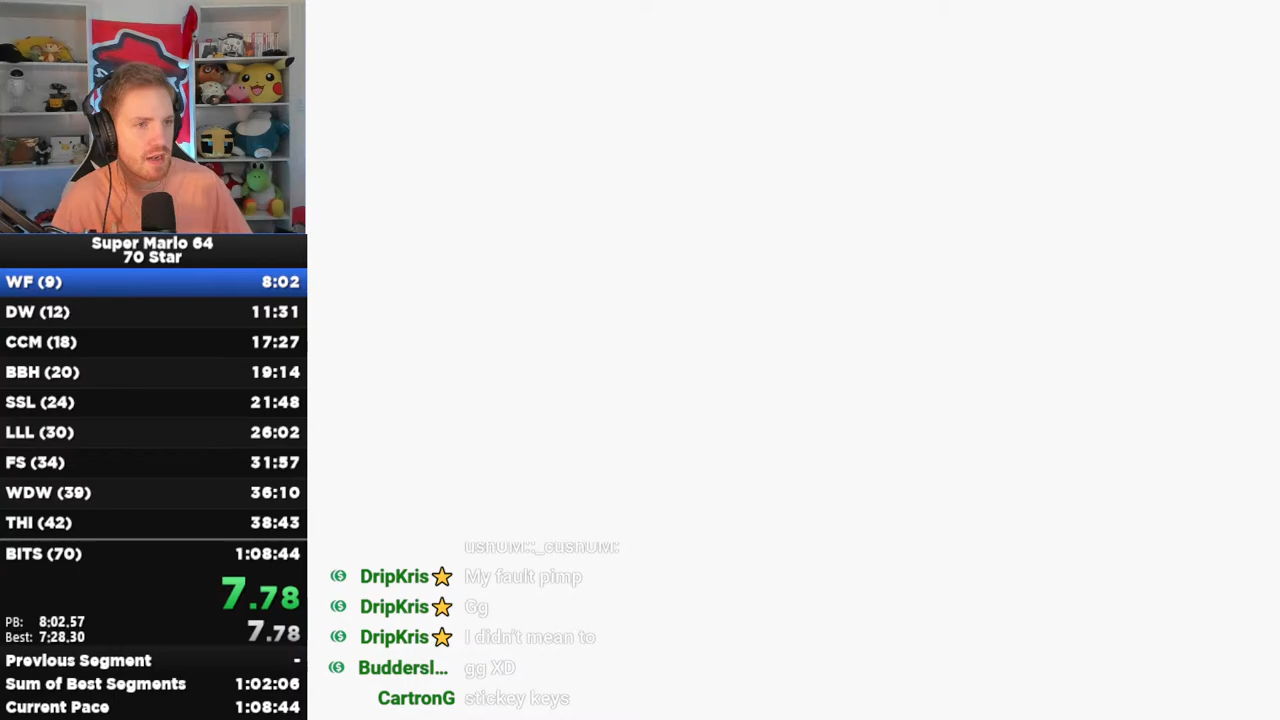 Super Mario 64
70 Star
WF (9) 8:02
DW (12) 11:31
CCM (18) 17:27
BBH (20) 19:14
SSL (24) 21:48
LLL (30) 26:02
FS (34) 31:57
WDW (39) 36:10
THI (42) 38:43
BITS (70) 1:08:44
7.78
PB: 8:02,57
Best: 7:28,30
7.78
Previous Segment -
Sum of Best Segments 1:02:06
Current Pace 1:08:44
DripKris My fault pimp
DripKris Gg
DripKris I didn't mean to
Buddersl... gg XD
CartronG stickey keys